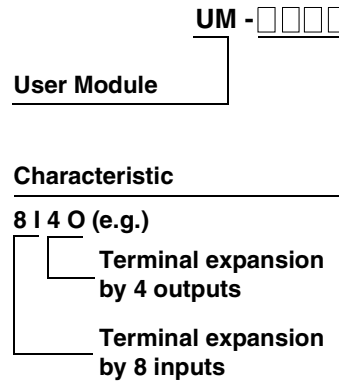 UM -□□□□
User Module
Characteristic
8 I 4 O (e.g.)
Terminal expansion
by 4 outputs
Terminal expansion
by 8 inputs